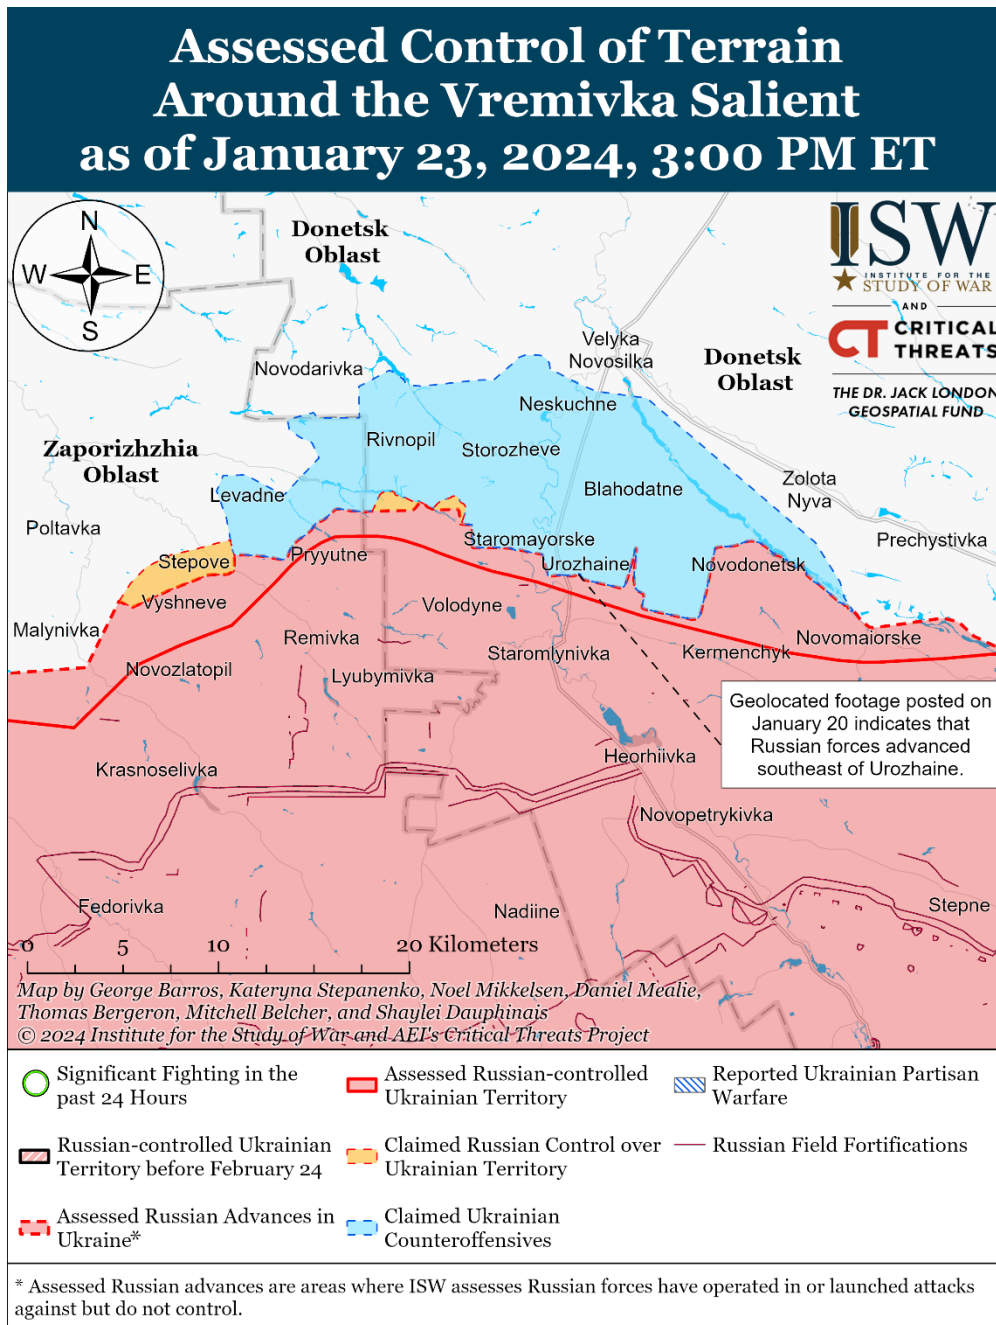 Assessed Control of Terrain
Around the Vremivka Salient
as of January 23, 2024, 3:00 PM ET
N
W
E
S
Donetsk
Oblast
ISW
INSTITUTE FOR THE
STUDY OF WAR
AND
CT CRITICAL
THREATS
THE DR. JACK LONDON
GEOSPATIAL FUND
Velyka
Novosilka
Donetsk
Oblast
Novodarivka
Neskuchne
Rivnopil
Storozheve
Zaporizhzhia
Oblast
Levadne
Blahodatne
Zolota
Nyva
Poltavka
Staromayorske
Prechystivka
Stepove
Pryyutne
Urozhaine
Novodonetsk
Vyshneve
Volodyne
Malynivka
Remivka
Novomaiorske
Staromlynivka
Kermenchyk
Novozlatopil
Lyubymivka
Geolocated footage posted on
January 20 indicates that
Russian forces advanced
southeast of Urozhaine.
Krasnoselivka
Heorhiivka
Novopetrykivka
Fedorivka
Nadiine
Stepne
0 5 10 20 Kilometers
Map by George Barros, Kateryna Stepanenko, Noel Mikkelsen, Daniel Mealie,
Thomas Bergeron, Mitchell Belcher, and Shaylei Dauphinais
© 2024 Institute for the Study of War and AEI's Critical Threats Project
Significant Fighting in the
past 24 Hours
Assessed Russian-controlled
Ukrainian Territory
Reported Ukrainian Partisan
Warfare
Russian-controlled Ukrainian
Territory before February 24
Claimed Russian Control over
Ukrainian Territory
Russian Field Fortifications
Assessed Russian Advances in
Ukraine*
Claimed Ukrainian
Counteroffensives
* Assessed Russian advances are areas where ISW assesses Russian forces have operated in or launched attacks
against but do not control.